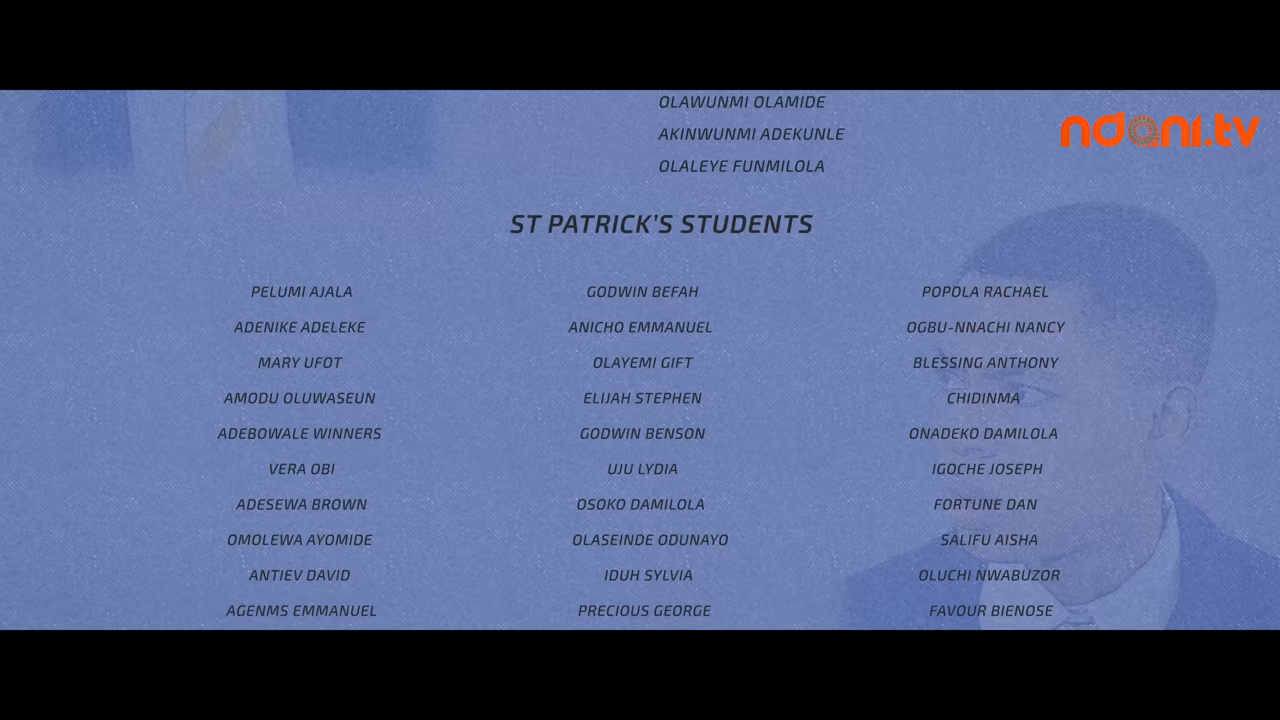 OLAWUNMI OLAMIDE
AKINWUNMI ADEKUNLE
OLALEYE FUNMILOLA
ndani.tv
ST PATRICK'S STUDENTS
PELUMI AJALA
GODWIN BEFAH
POPOLA RACHAEL
ADENIKE ADELEKE
ANICHO EMMANUEL
OGBU-NNACHI NANCY
MARY UFOT
OLAYEMI GIFT
BLESSING ANTHONY
AMODU OLUWASEUN
ELIJAH STEPHEN
CHIDINMA
ADEBOWALE WINNERS
GODWIN BENSON
ONADEKO DAMILOLA
VERA OBI
UJU LYDIA
IGOCHE JOSEPH
ADESEWA BROWN
OSOKO DAMILOLA
FORTUNE DAN
OMOLEWA AYOMIDE
OLASEINDE ODUNAYO
SALIFU AISHA
ANTIEV DAVID
IDUH SYLVIA
OLUCHI NWABUZOR
AGENMS EMMANUEL
PRECIOUS GEORGE
FAVOUR BIENOSE